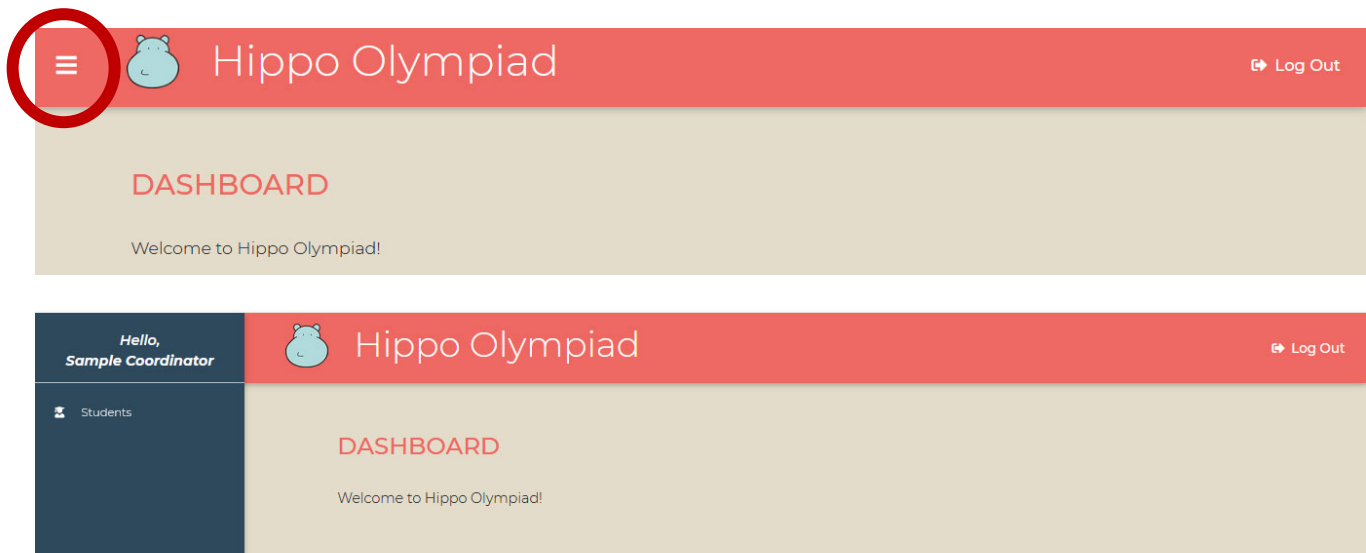 Hippo Olympiad
Log Out
DASHBOARD
Welcome to Hippo Olympiad!
Hello,
Sample Coordinator
Hippo Olympiad
Log Out
Students
DASHBOARD
Welcome to Hippo Olympiad!